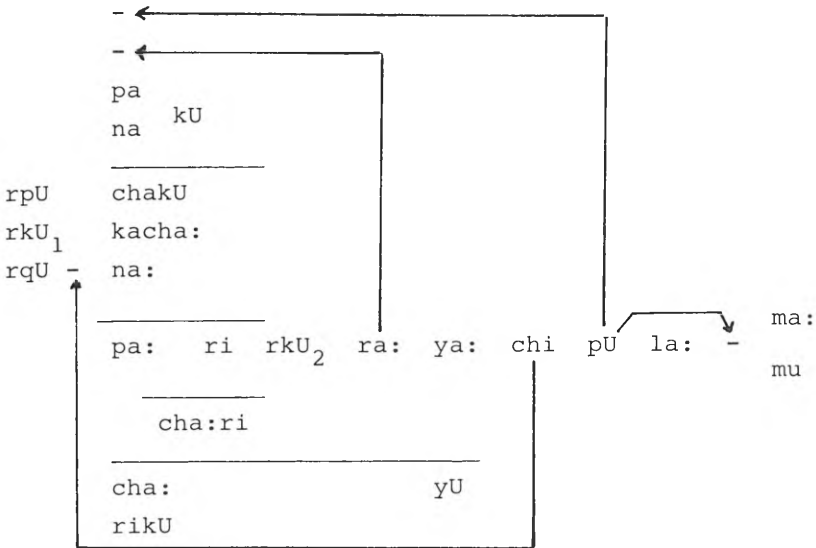 -
-
pa
kU
na
rpU chakU
rkU1 kacha:
rqU - na:
ma:
pa: ri rkU2 ra: ya: chi pU la: -
mu
cha:ri
cha: yU
rikU